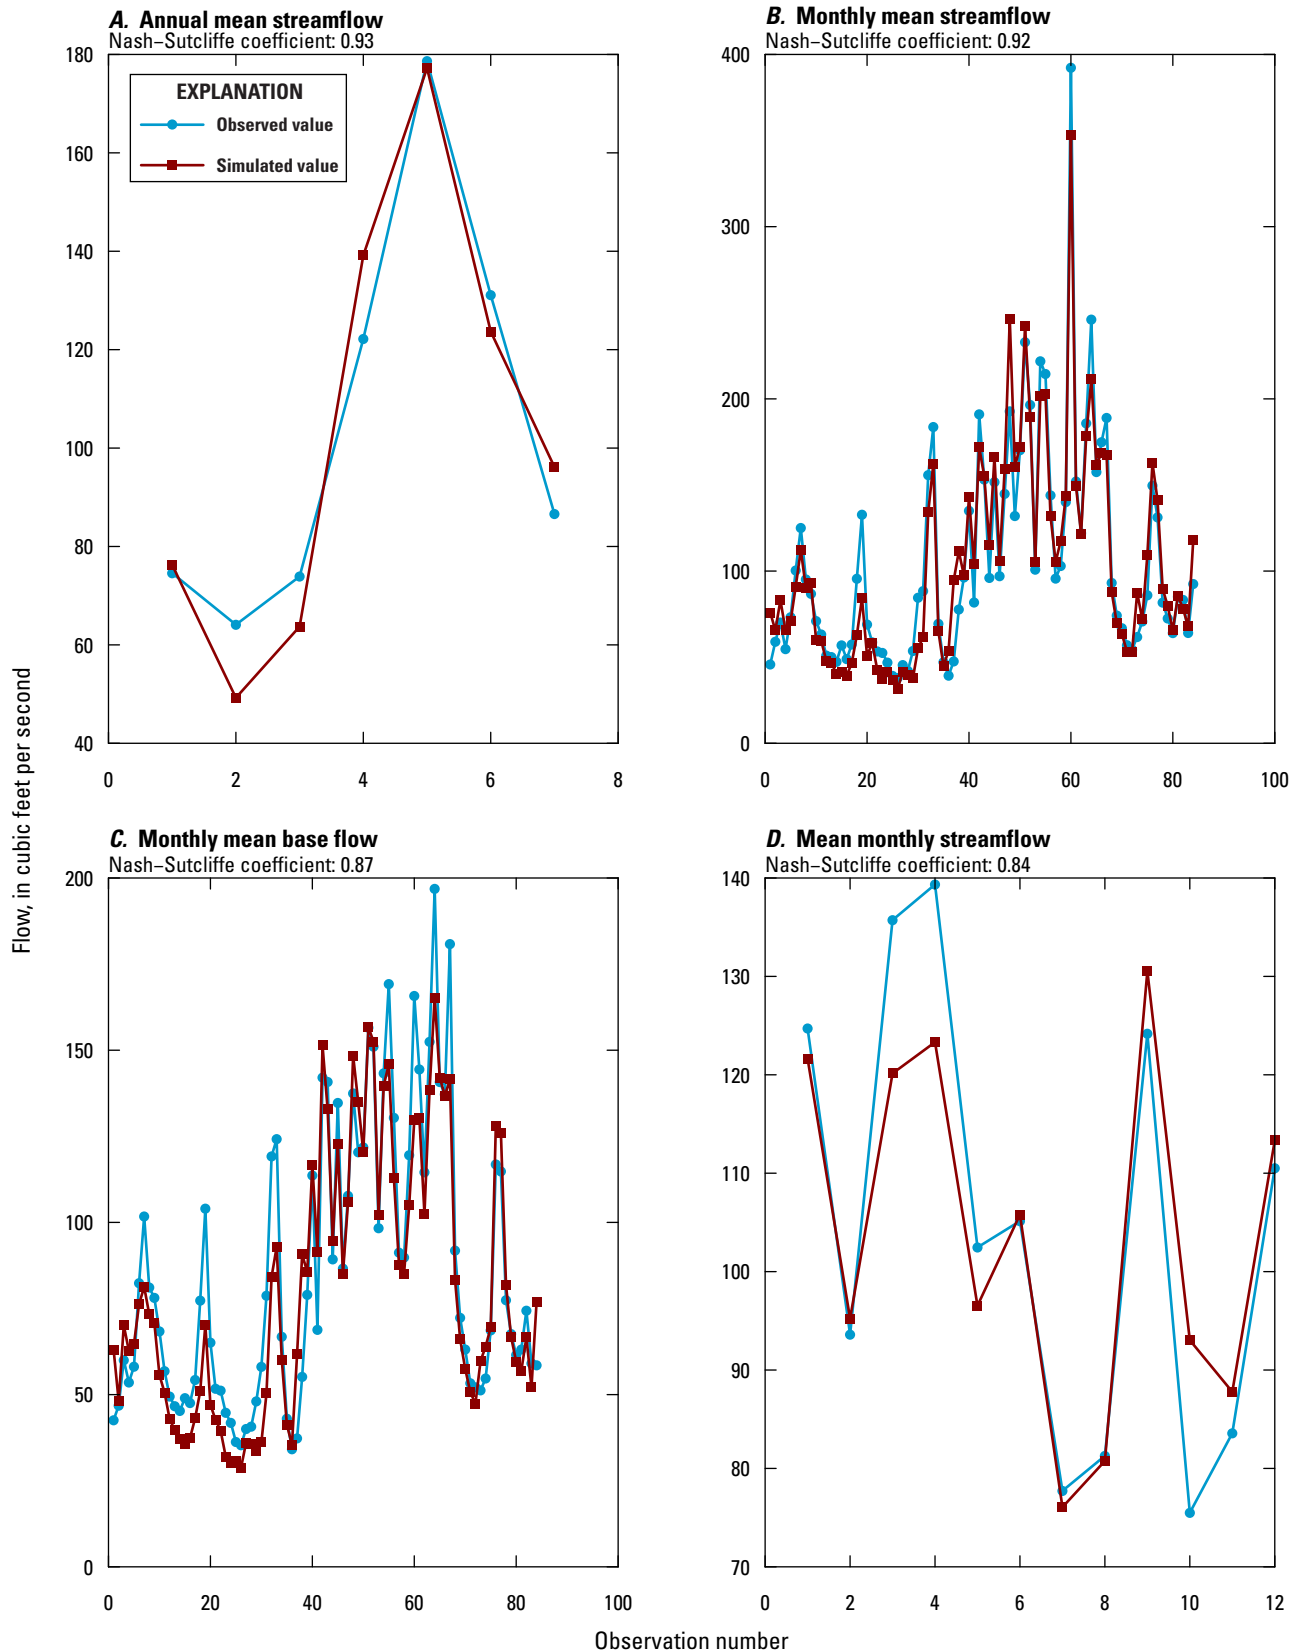 A. Annual mean streamflow
Nash–Sutcliffe coefficient: 0.93
180
160
140
120
100
80
60
40
0 2 4 6 8
EXPLANATION
Observed value
Simulated value
B. Monthly mean streamflow
Nash–Sutcliffe coefficient: 0.92
400
300
200
100
0
0 20 40 60 80 100
C. Monthly mean base flow
Nash–Sutcliffe coefficient: 0.87
200
150
100
50
0
0 20 40 60 80 100
D. Mean monthly streamflow
Nash–Sutcliffe coefficient: 0.84
140
130
120
110
100
90
80
70
0 2 4 6 8 10 12
Flow, in cubic feet per second
Observation number